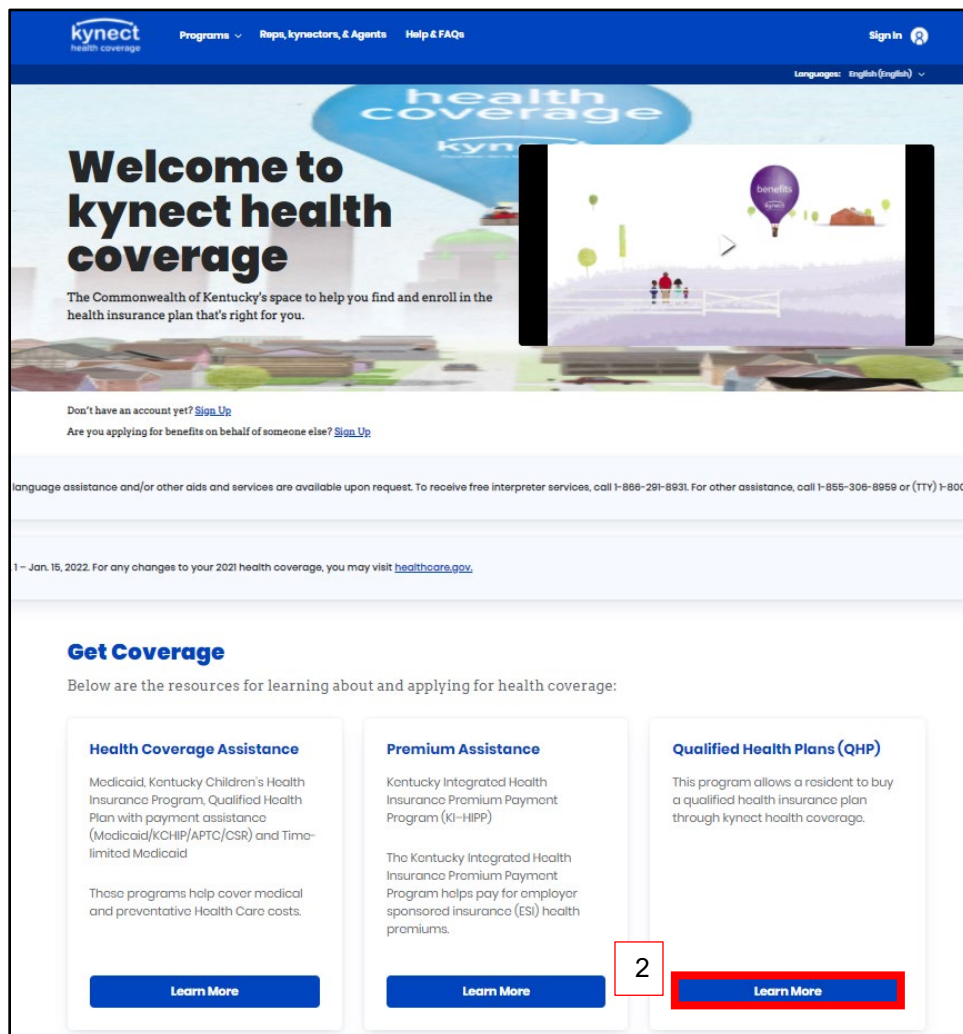 kynect
health coverage
Programs
Reps, kynectors, & Agents
Help & FAQs
Sign In
Languages: English (English)
health
coverage
kyn
Welcome to
kynect health
coverage
The Commonwealth of Kentucky's space to help you find and enroll in the
health insurance plan that's right for you.
benefits
kynect
Don't have an account yet? Sign Up
Are you applying for benefits on behalf of someone else? Sign Up
language assistance and/or other aids and services are available upon request. To receive free interpreter services, call 1-866-291-8931. For other assistance, call 1-855-306-8959 or (TTY) 1-800
1 – Jan. 15, 2022. For any changes to your 2021 health coverage, you may visit healthcare.gov.
Get Coverage
Below are the resources for learning about and applying for health coverage:
Health Coverage Assistance
Medicaid, Kentucky Children's Health
Insurance Program, Qualified Health
Plan with payment assistance
(Medicaid/KCHIP/APTC/CSR) and Time-
limited Medicaid
These programs help cover medical
and preventative Health Care costs.
Learn More
Premium Assistance
Kentucky Integrated Health
Insurance Premium Payment
Program (KI-HIPP)
The Kentucky Integrated Health
Insurance Premium Payment
Program helps pay for employer
sponsored insurance (ESI) health
premiums.
Learn More
Qualified Health Plans (QHP)
This program allows a resident to buy
a qualified health insurance plan
through kynect health coverage.
2
Learn More